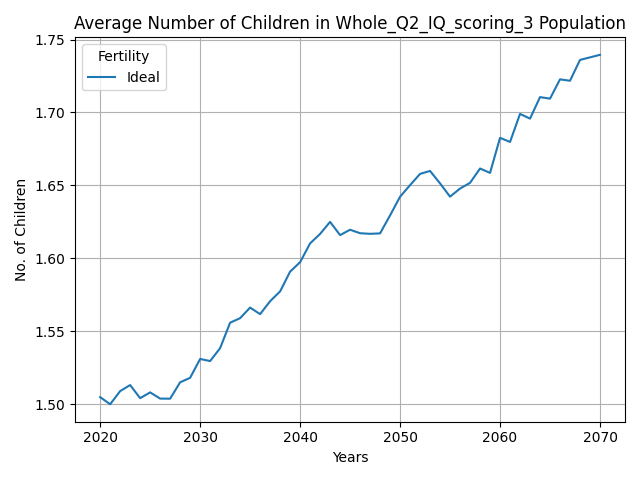 Average Number of Children in Whole_Q2_IQ_scoring_3 Population
Fertility
Ideal
1.75
1.70
1.65
1.60
1.55
1.50
No. of Children
2020 2030 2040 2050 2060 2070
Years